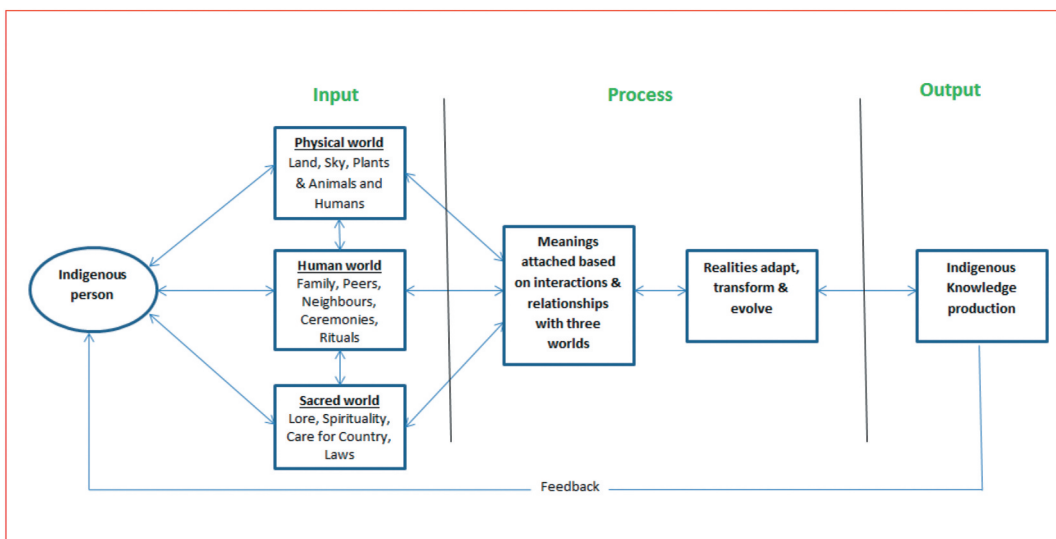 Input
Process
Output
Physical world
Land, Sky, Plants
& Animals and
Humans
Indigenous
person
Human world
Family, Peers,
Neighbours,
Ceremonies,
Rituals
Sacred world
Lore, Spirituality,
Care for Country,
Laws
Meanings
attached based
on interactions &
relationships
with three
worlds
Realities adapt,
transform &
evolve
Indigenous
Knowledge
production
Feedback